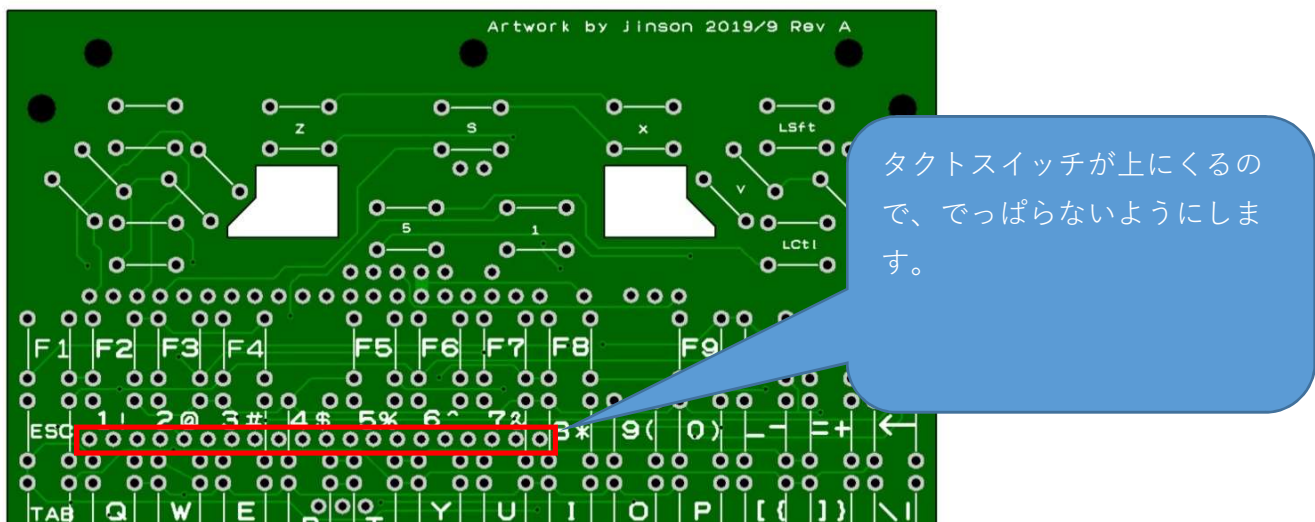 Artwork by jinson 2019/9 Rev A
Z S X LSft
V
5 1
LCtl
タクトスイッチが上にくるの
で、でっぱらないようにしま
す。
F1 F2 F3 F4 F5 F6 F7 F8 F9
ESC 2@ 3# 4$ 5% 6^ 8* 9( 0) =+ ←
TAB Q W E Y U I O P [{ ]} \|